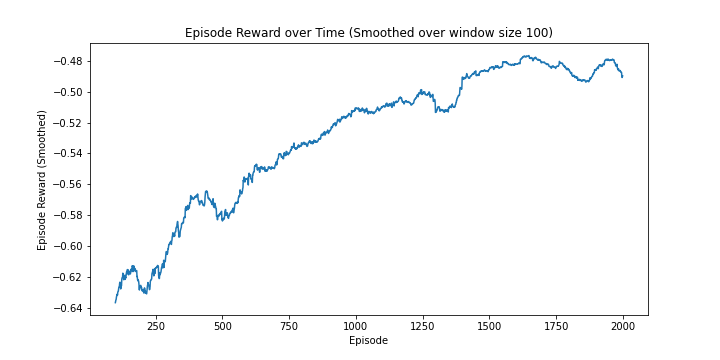 Episode Reward over Time (Smoothed over window size 100)
−0.48
−0.50
−0.52
−0.54
−0.56
−0.58
−0.60
−0.62
−0.64
Episode Reward (Smoothed)
250 500 750 1000 1250 1500 1750 2000
Episode